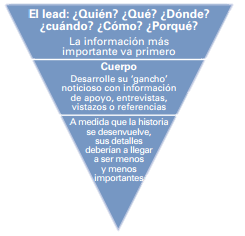 El lead: ¿Quién? ¿Qué? ¿Dónde?
¿cuándo? ¿Cómo? ¿Porqué?
La información más
importante va primero
Cuerpo
Desarrolle su ‘gancho’
noticioso con información
de apoyo, entrevistas,
vistazos o referencias
A medida que la historia
se desenvuelve,
sus detalles
deberían a llegar
a ser menos
y menos
importantes